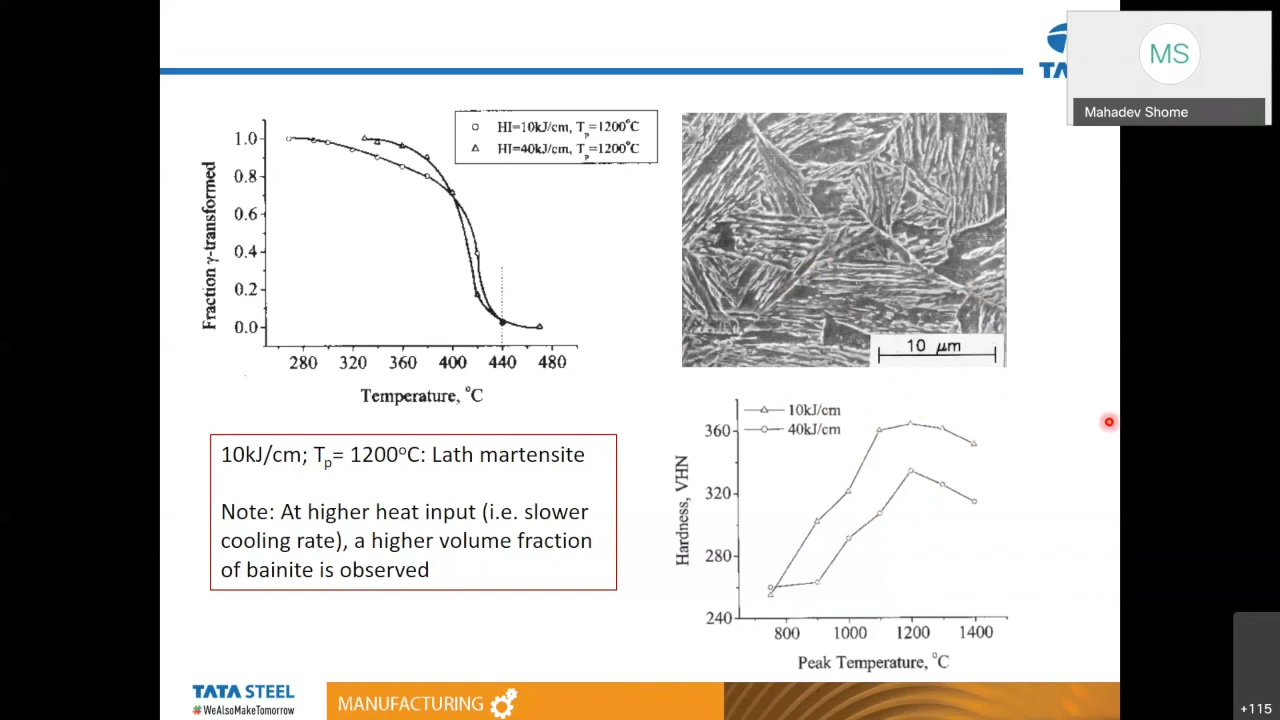 TA
MS
Mahadev Shome
HI=10kJ/cm, Tp=1200°C
HI=40kJ/cm, Tp=1200°C
1.0
0.8
0.6
0.4
0.2
0.0
Fraction γ-transformed
280 320 360 400 440 480
Temperature, °C
10 μm
10kJ/cm; Tp= 1200°C: Lath martensite
Note: At higher heat input (i.e. slower
cooling rate), a higher volume fraction
of bainite is observed
10kJ/cm
40kJ/cm
360
320
280
240
Hardness, VHN
800 1000 1200 1400
Peak Temperature, °C
TATA STEEL
#WeAlsoMakeTomorrow
MANUFACTURING
+115